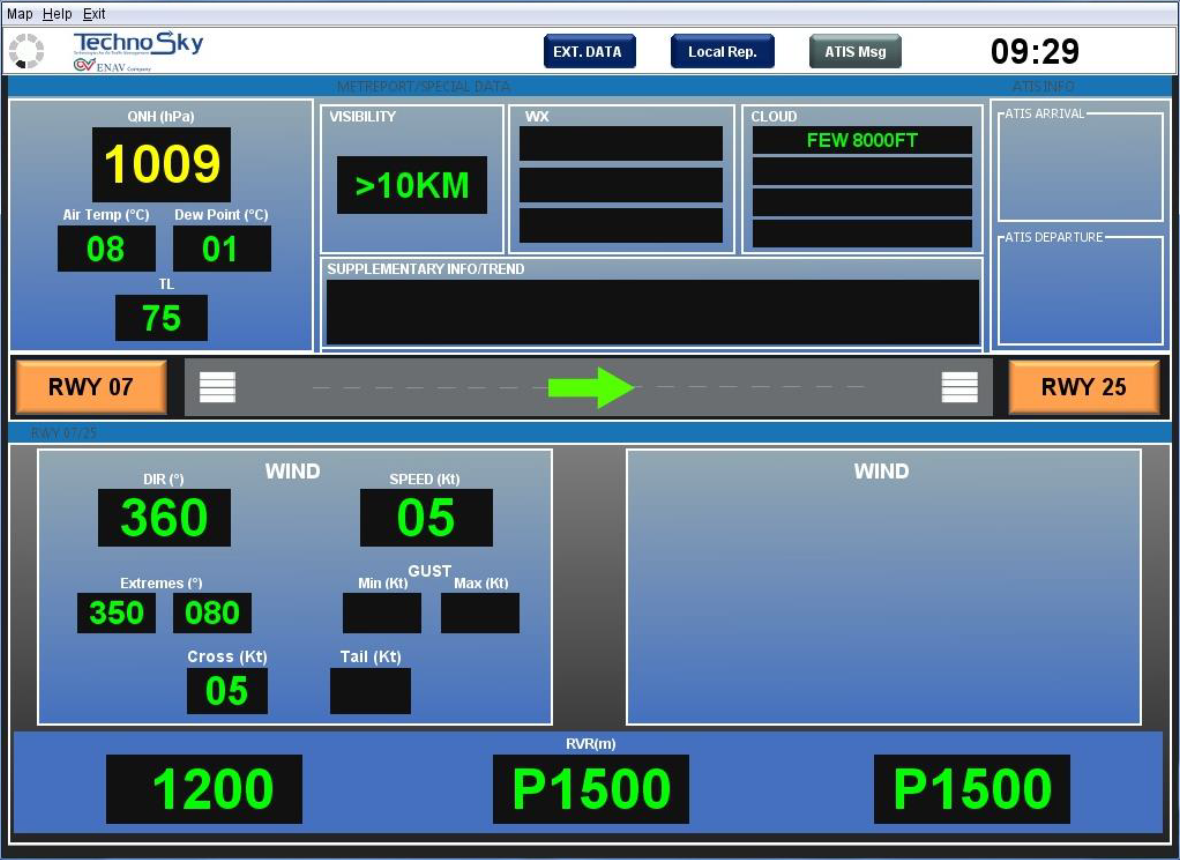 Map Help Exit
TechnoSky
ENAV Company
EXT. DATA
Local Rep.
ATIS Msg
09:29
METREPORT/SPECIAL DATA
ATIS INFO
QNH (hPa)
1009
Air Temp (°C) Dew Point (°C)
08 01
TL
75
VISIBILITY
>10KM
WX
CLOUD
FEW 8000FT
SUPPLEMENTARY INFO/TREND
ATIS ARRIVAL
ATIS DEPARTURE
RWY 07
RWY 25
RWY 07/25
WIND
DIR (°)
360
SPEED (Kt)
05
Extremes (°)
350 080
GUST
Min (Kt) Max (Kt)
Cross (Kt)
05
Tail (Kt)
WIND
RVR(m)
1200 P1500 P1500